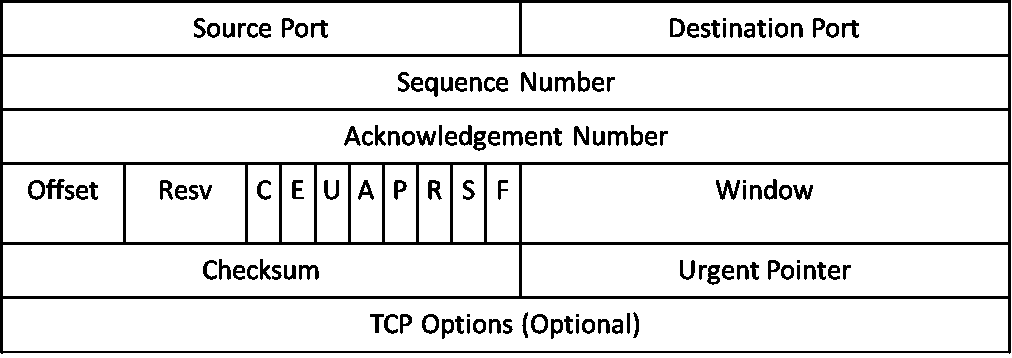 Source Port Destination Port
Sequence Number
Acknowledgement Number
Offset Resv C E U A P R S F Window
Checksum Urgent Pointer
TCP Options (Optional)